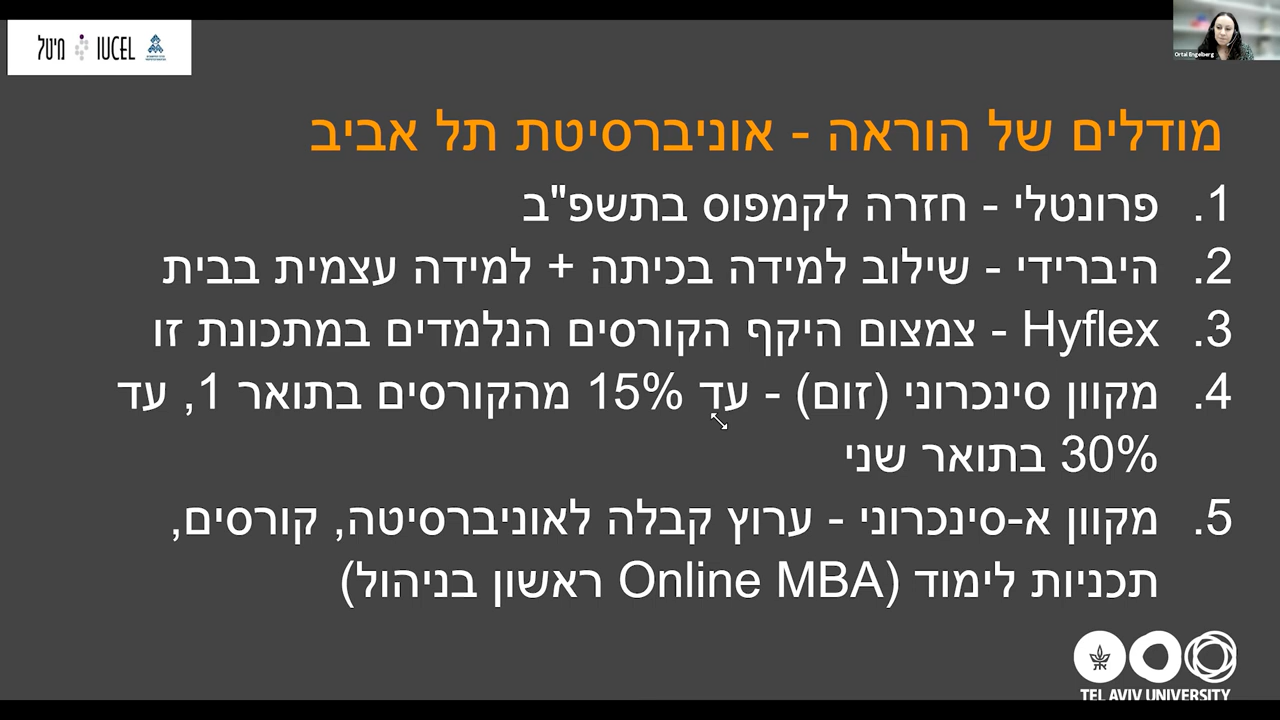 מיטל IUCEL
Ortal Engelberg
מודלים של הוראה - אוניברסיטת תל אביב
1. פרונטלי - חזרה לקמפוס בתשפ"ב
2. היברידי - שילוב למידה בכיתה + למידה עצמית בבית
3. Hyflex - צמצום היקף הקורסים הנלמדים במתכונת זו
4. מקוון סינכרוני (זום) - עד 15% מהקורסים בתואר 1, עד
30% בתואר שני
5. מקוון א-סינכרוני - ערוץ קבלה לאוניברסיטה, קורסים,
תכניות לימוד (Online MBA ראשון בניהול)
TEL AVIV UNIVERSITY